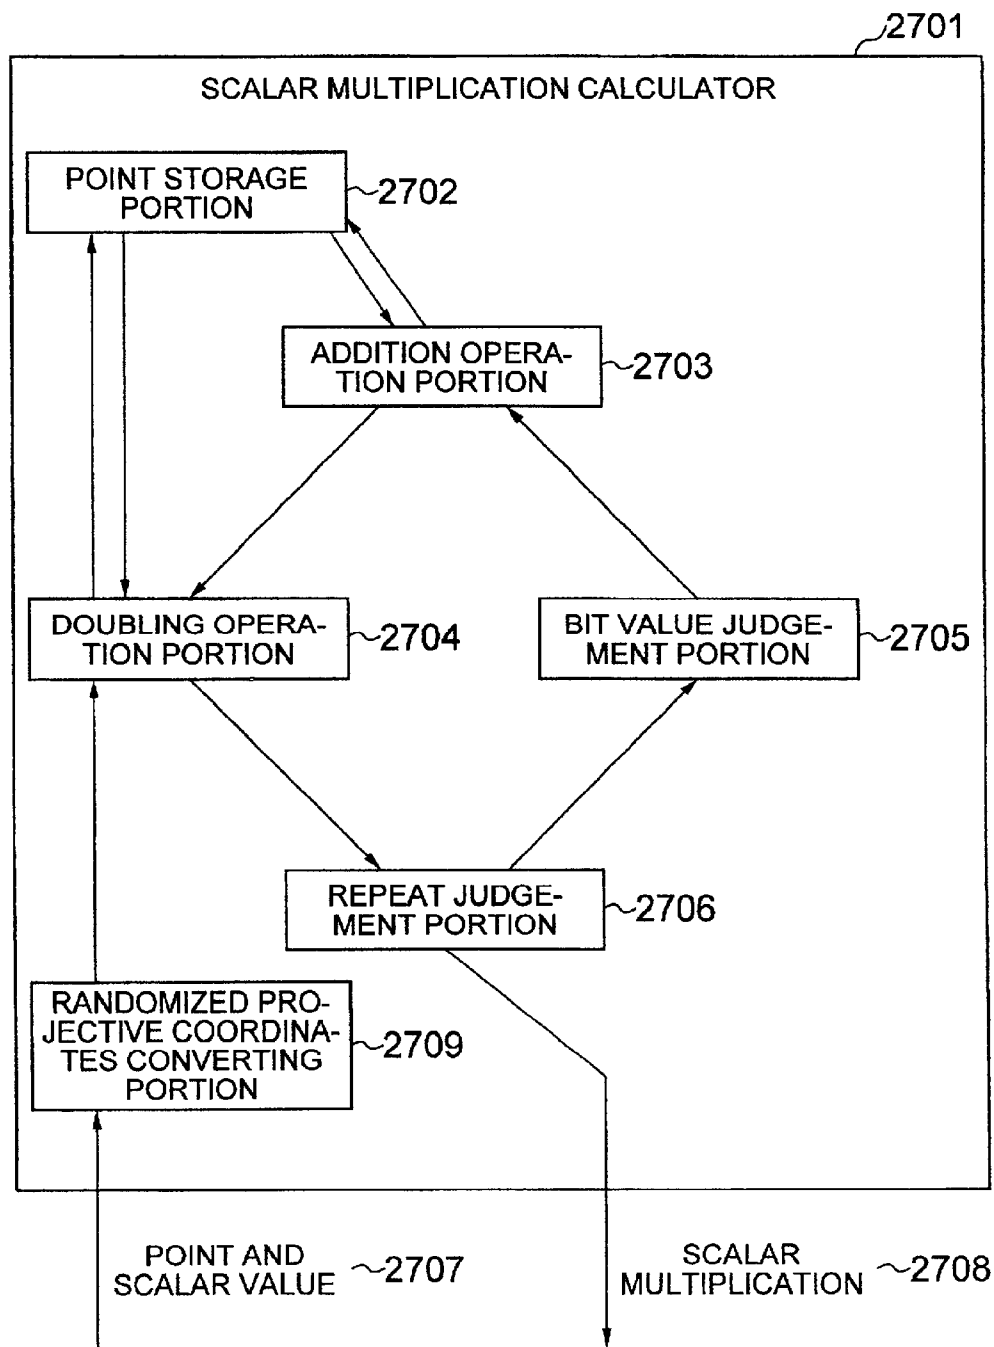 2701
SCALAR MULTIPLICATION CALCULATOR
POINT STORAGE
PORTION
2702
ADDITION OPERA-
TION PORTION
2703
DOUBLING OPERA-
TION PORTION
2704
BIT VALUE JUDGE-
MENT PORTION
2705
REPEAT JUDGE-
MENT PORTION
2706
RANDOMIZED PRO-
JECTIVE COORDINA-
TES CONVERTING
PORTION
2709
POINT AND
SCALAR VALUE
2707
SCALAR
MULTIPLICATION
2708